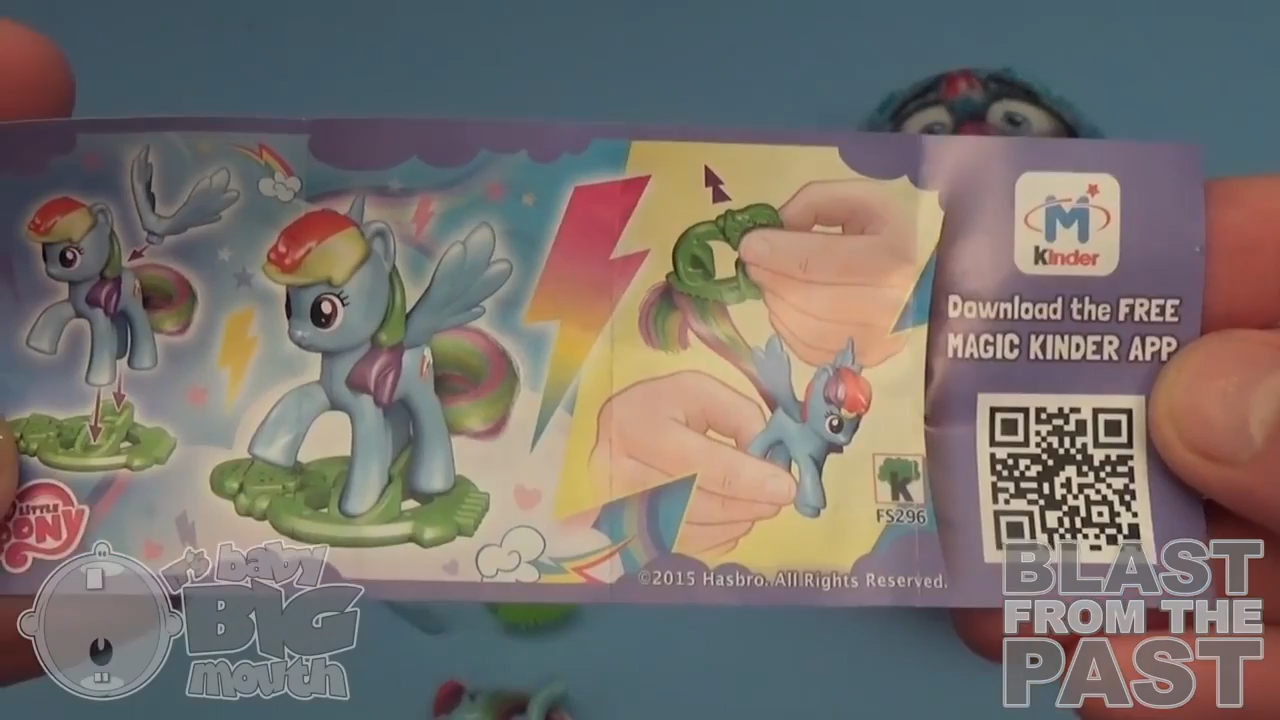 LITTLE
PONY
M
Kinder
Download the FREE
MAGIC KINDER APP
K
FS296
©2015 Hasbro. All Rights Reserved.
it's baby
BIG
mouth
BLAST
FROM THE
PAST